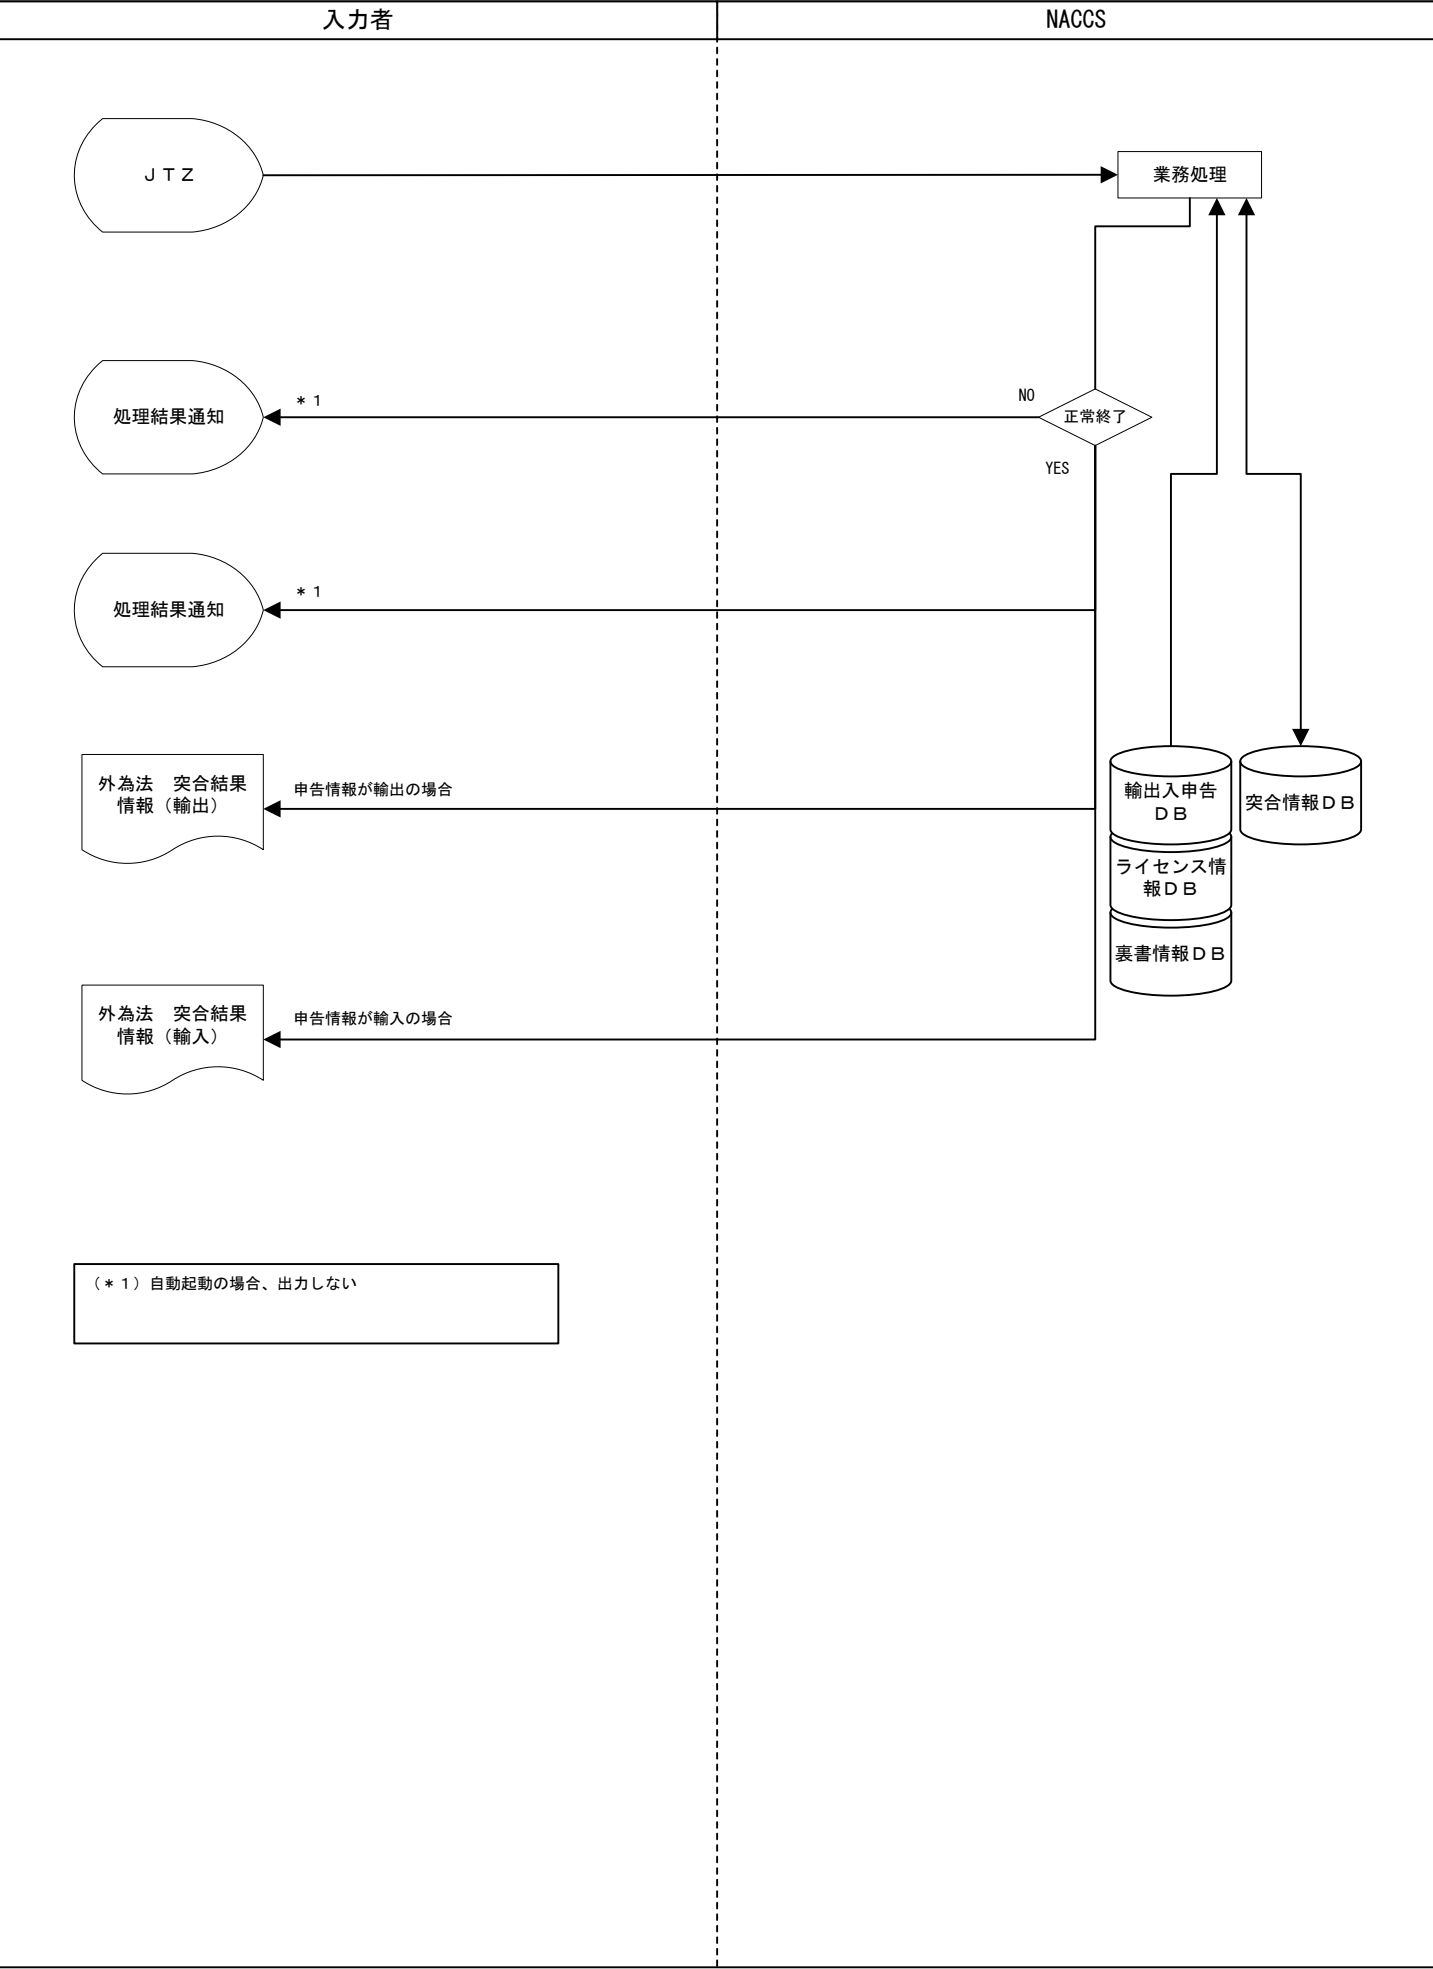 入力者
NACCS
ＪＴＺ
業務処理
処理結果通知
＊１
NO
正常終了
YES
処理結果通知
＊１
外為法　突合結果
情報（輸出）
申告情報が輸出の場合
輸出入申告
ＤＢ
突合情報ＤＢ
ライセンス情
報ＤＢ
裏書情報ＤＢ
外為法　突合結果
情報（輸入）
申告情報が輸入の場合
（＊１）自動起動の場合、出力しない